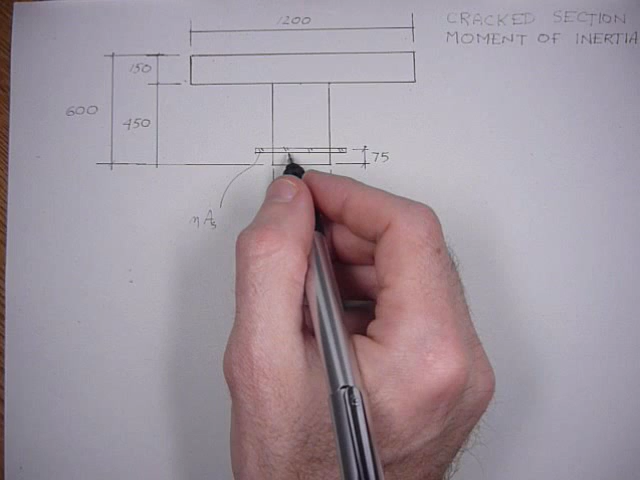 1200
CRACKED SECTION
MOMENT OF INERTIA
150
600
450
75
n As